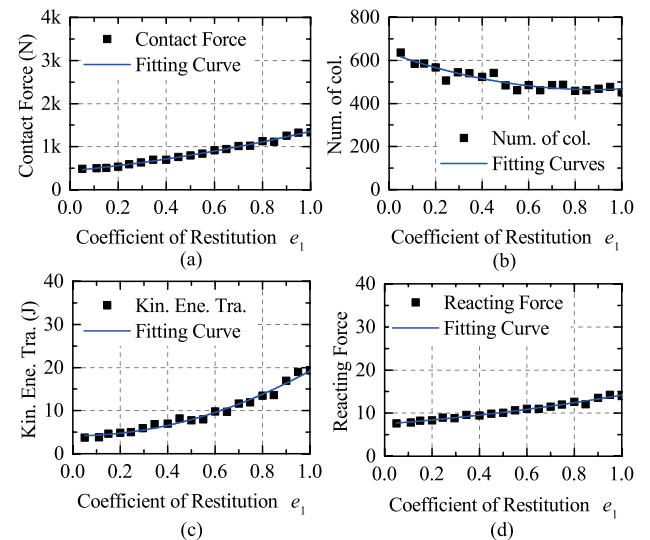 4k
3k
2k
1k
0
Contact Force (N)
Contact Force
Fitting Curve
0.0 0.2 0.4 0.6 0.8 1.0
Coefficient of Restitution e1
(a)
800
600
400
200
0
Num. of col.
Num. of col.
Fitting Curves
0.0 0.2 0.4 0.6 0.8 1.0
Coefficient of Restitution e1
(b)
40
30
20
10
0
Kin. Ene. Tra. (J)
Kin. Ene. Tra.
Fitting Curve
0.0 0.2 0.4 0.6 0.8 1.0
Coefficient of Restitution e1
(c)
40
30
20
10
0
Reacting Force
Reacting Force
Fitting Curve
0.0 0.2 0.4 0.6 0.8 1.0
Coefficient of Restitution e1
(d)